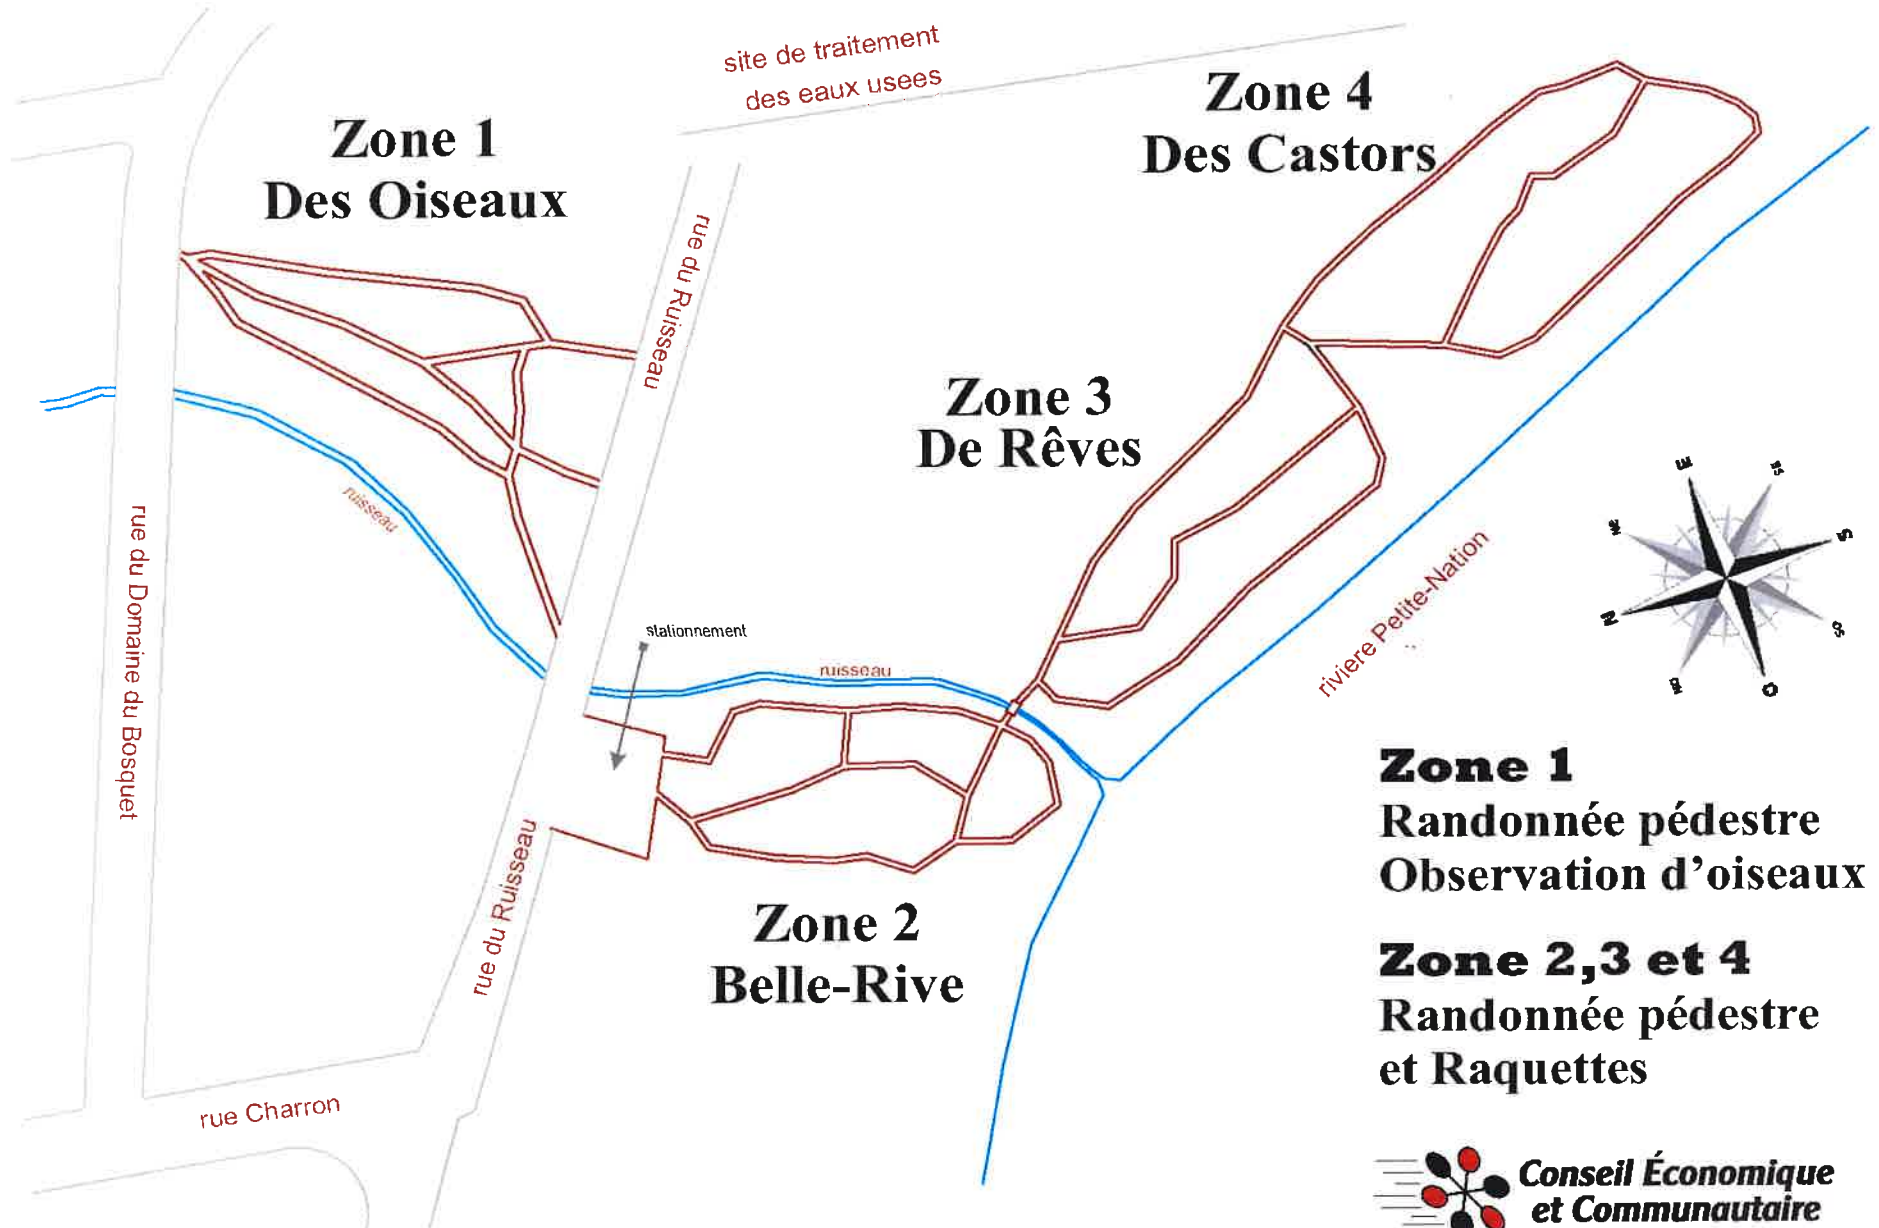 site de traitement
des eaux usees
Zone 4
Des Castors
Zone 1
Des Oiseaux
rue du Ruisseau
Zone 3
De Rêves
ruisseau
rue du Domaine du Bosquet
stationnement
ruisseau
riviere Petite-Nation
E
S
N
O
SO
rue du Ruisseau
Zone 2
Belle-Rive
rue Charron
Zone 1
Randonnée pédestre
Observation d'oiseaux
Zone 2,3 et 4
Randonnée pédestre
et Raquettes
Conseil Économique
et Communautaire